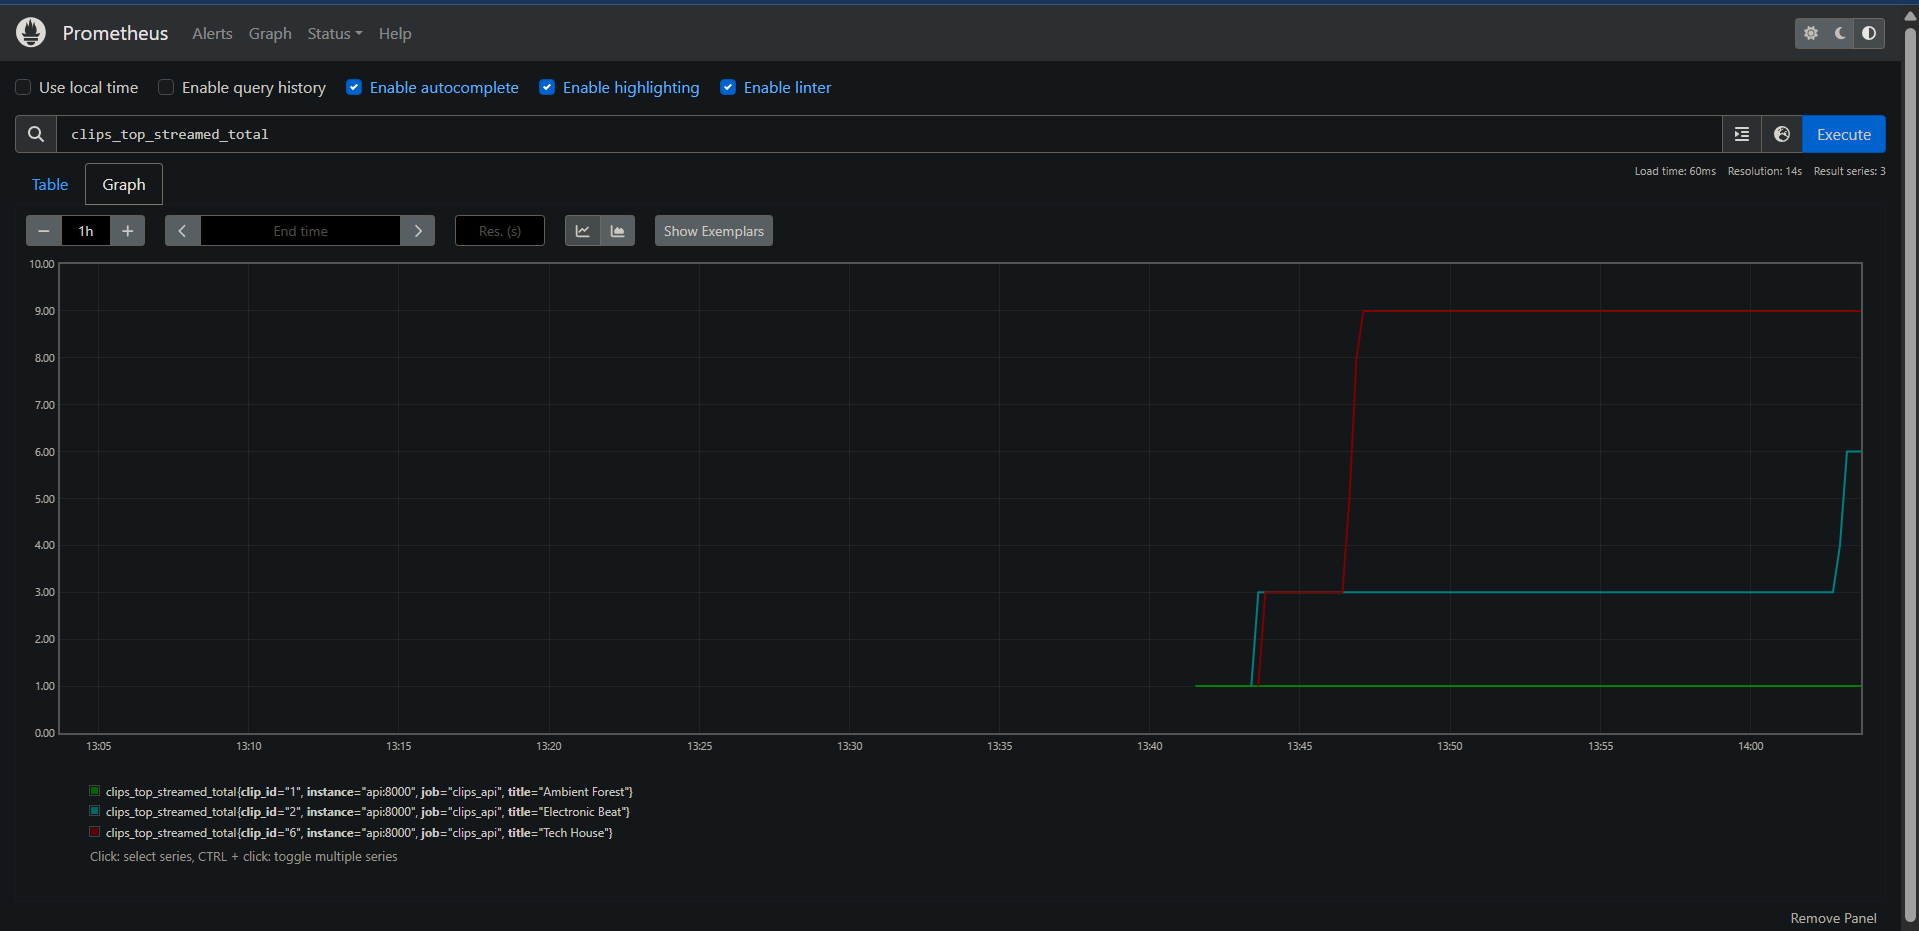 Prometheus Alerts Graph Status Help
Use local time Enable query history Enable autocomplete Enable highlighting Enable linter
clips_top_streamed_total Execute
Load time: 60ms Resolution: 14s Result series: 3
Table Graph
1h End time Res. (s) Show Exemplars
10.00
9.00
8.00
7.00
6.00
5.00
4.00
3.00
2.00
1.00
0.00
13:05 13:10 13:15 13:20 13:25 13:30 13:35 13:40 13:45 13:50 13:55 14:00
clips_top_streamed_total{clip_id="1", instance="api:8000", job="clips_api", title="Ambient Forest"}
clips_top_streamed_total{clip_id="2", instance="api:8000", job="clips_api", title="Electronic Beat"}
clips_top_streamed_total{clip_id="6", instance="api:8000", job="clips_api", title="Tech House"}
Click: select series, CTRL + click: toggle multiple series
Remove Panel